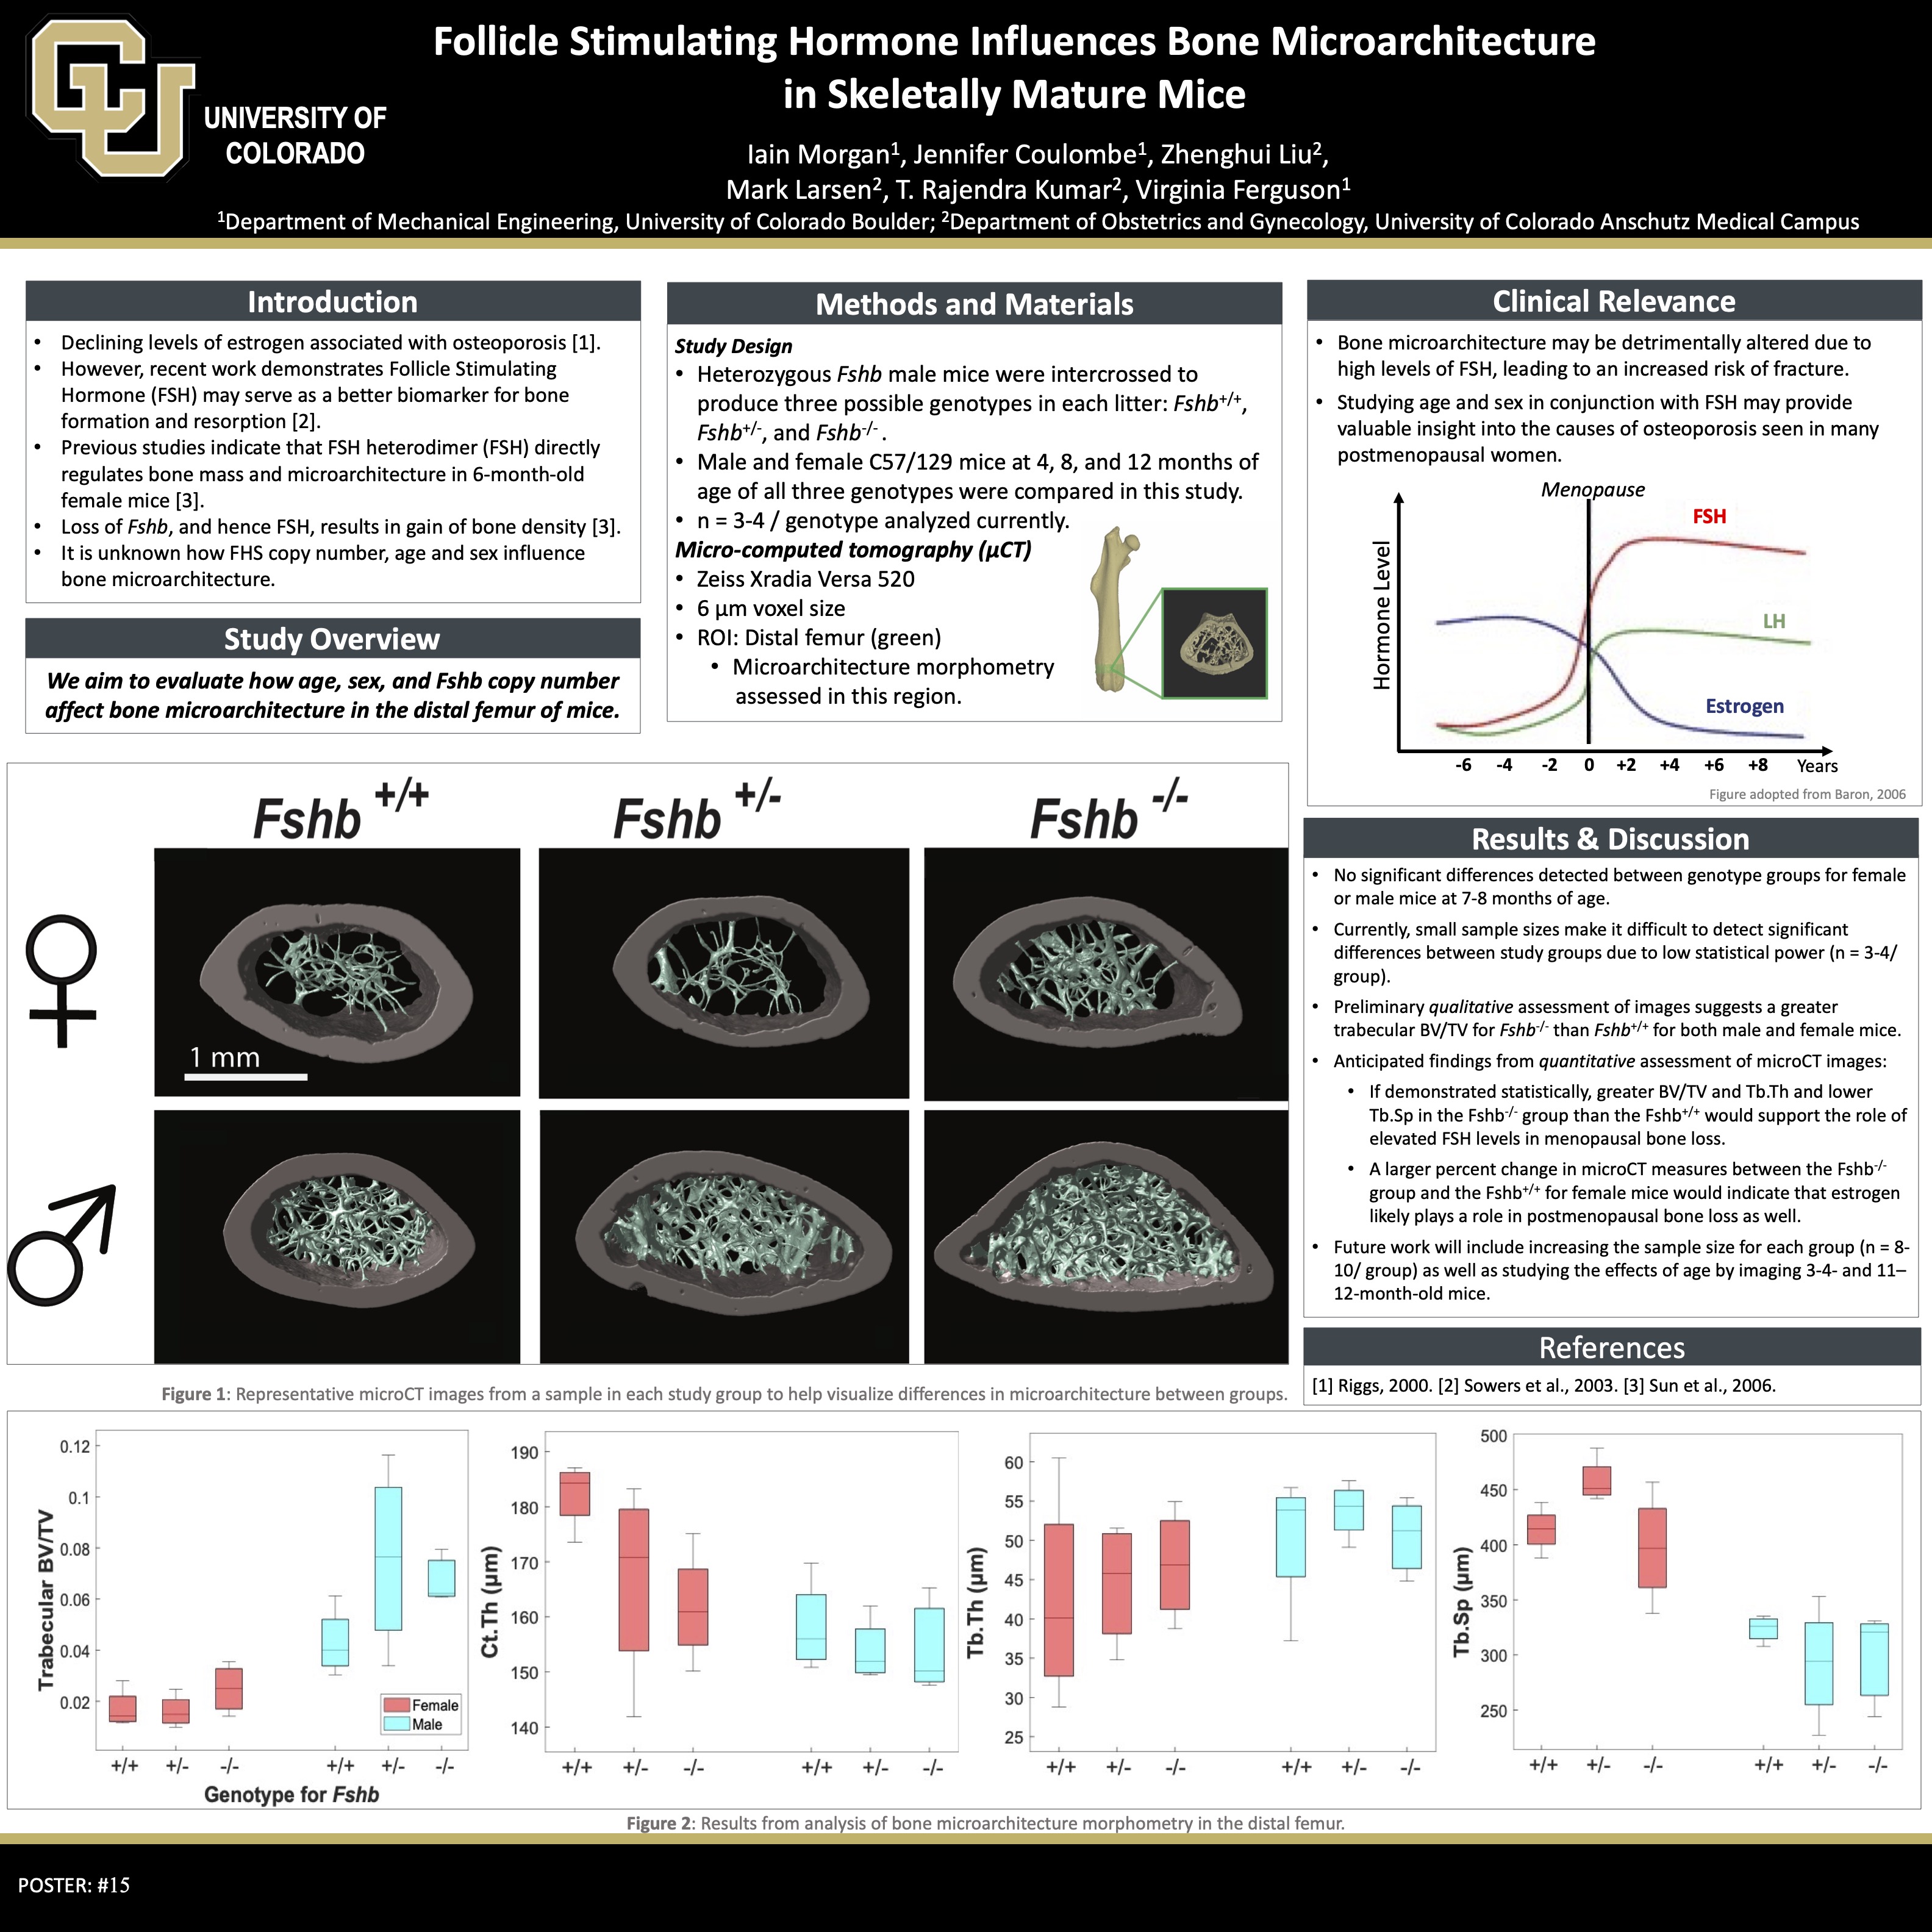 UNIVERSITY OF
COLORADO
Follicle Stimulating Hormone Influences Bone Microarchitecture
in Skeletally Mature Mice
Iain Morgan¹, Jennifer Coulombe¹, Zhenghui Liu²,
Mark Larsen², T. Rajendra Kumar², Virginia Ferguson¹
¹Department of Mechanical Engineering, University of Colorado Boulder; ²Department of Obstetrics and Gynecology, University of Colorado Anschutz Medical Campus
Introduction
• Declining levels of estrogen associated with osteoporosis [1].
• However, recent work demonstrates Follicle Stimulating
Hormone (FSH) may serve as a better biomarker for bone
formation and resorption [2].
• Previous studies indicate that FSH heterodimer (FSH) directly
regulates bone mass and microarchitecture in 6-month-old
female mice [3].
• Loss of Fshb, and hence FSH, results in gain of bone density [3].
• It is unknown how FHS copy number, age and sex influence
bone microarchitecture.
Study Overview
We aim to evaluate how age, sex, and Fshb copy number
affect bone microarchitecture in the distal femur of mice.
Methods and Materials
Study Design
• Heterozygous Fshb male mice were intercrossed to
produce three possible genotypes in each litter: Fshb+/+,
Fshb+/-, and Fshb-/- .
• Male and female C57/129 mice at 4, 8, and 12 months of
age of all three genotypes were compared in this study.
• n = 3-4 / genotype analyzed currently.
Micro-computed tomography (µCT)
• Zeiss Xradia Versa 520
• 6 µm voxel size
• ROI: Distal femur (green)
• Microarchitecture morphometry
assessed in this region.
Clinical Relevance
• Bone microarchitecture may be detrimentally altered due to
high levels of FSH, leading to an increased risk of fracture.
• Studying age and sex in conjunction with FSH may provide
valuable insight into the causes of osteoporosis seen in many
postmenopausal women.
Menopause
FSH
LH
Estrogen
Hormone Level
-6 -4 -2 0 +2 +4 +6 +8 Years
Figure adopted from Baron, 2006
Fshb +/+ Fshb +/- Fshb -/-
♀
1 mm
♂
Figure 1: Representative microCT images from a sample in each study group to help visualize differences in microarchitecture between groups.
Results & Discussion
• No significant differences detected between genotype groups for female
or male mice at 7-8 months of age.
• Currently, small sample sizes make it difficult to detect significant
differences between study groups due to low statistical power (n = 3-4/
group).
• Preliminary qualitative assessment of images suggests a greater
trabecular BV/TV for Fshb-/- than Fshb+/+ for both male and female mice.
• Anticipated findings from quantitative assessment of microCT images:
• If demonstrated statistically, greater BV/TV and Tb.Th and lower
Tb.Sp in the Fshb-/- group than the Fshb+/+ would support the role of
elevated FSH levels in menopausal bone loss.
• A larger percent change in microCT measures between the Fshb-/-
group and the Fshb+/+ for female mice would indicate that estrogen
likely plays a role in postmenopausal bone loss as well.
• Future work will include increasing the sample size for each group (n = 8-
10/ group) as well as studying the effects of age by imaging 3-4- and 11–
12-month-old mice.
References
[1] Riggs, 2000. [2] Sowers et al., 2003. [3] Sun et al., 2006.
Trabecular BV/TV
0.12
0.1
0.08
0.06
0.04
0.02
Female
Male
+/+ +/- -/- +/+ +/- -/-
Genotype for Fshb
Ct.Th (µm)
190
180
170
160
150
140
+/+ +/- -/- +/+ +/- -/-
Tb.Th (µm)
60
55
50
45
40
35
30
25
+/+ +/- -/- +/+ +/- -/-
Tb.Sp (µm)
500
450
400
350
300
250
+/+ +/- -/- +/+ +/- -/-
Figure 2: Results from analysis of bone microarchitecture morphometry in the distal femur.
POSTER: #15